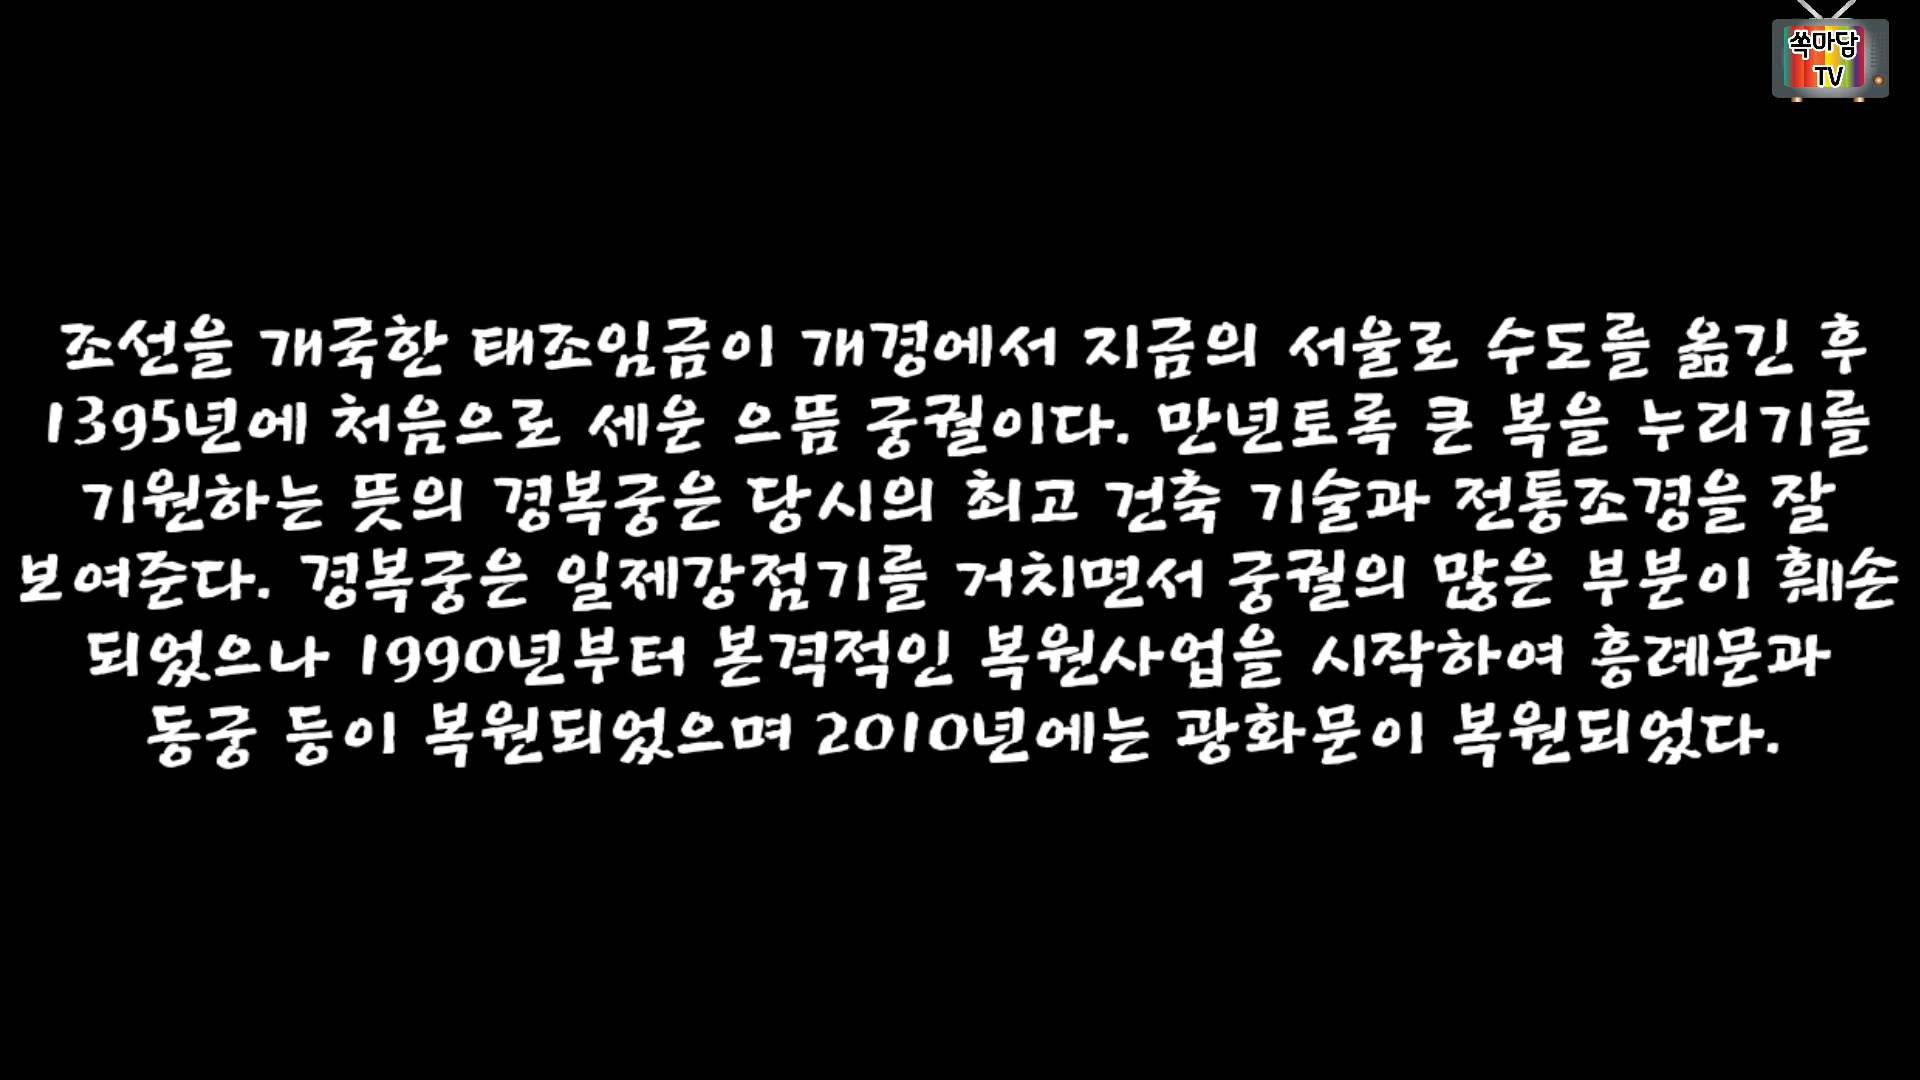 쏙마담
TV
조선을 개국한 태조임금이 개경에서 지금의 서울로 수도를 옮긴 후
1395년에 처음으로 세운 으뜸 궁궐이다. 만년토록 큰 복을 누리기를
기원하는 뜻의 경복궁은 당시의 최고 건축 기술과 전통조경을 잘
보여준다. 경복궁은 일제강점기를 거치면서 궁궐의 많은 부분이 훼손
되었으나 1990년부터 본격적인 복원사업을 시작하여 흥례문과
동궁 등이 복원되었으며 2010년에는 광화문이 복원되었다.